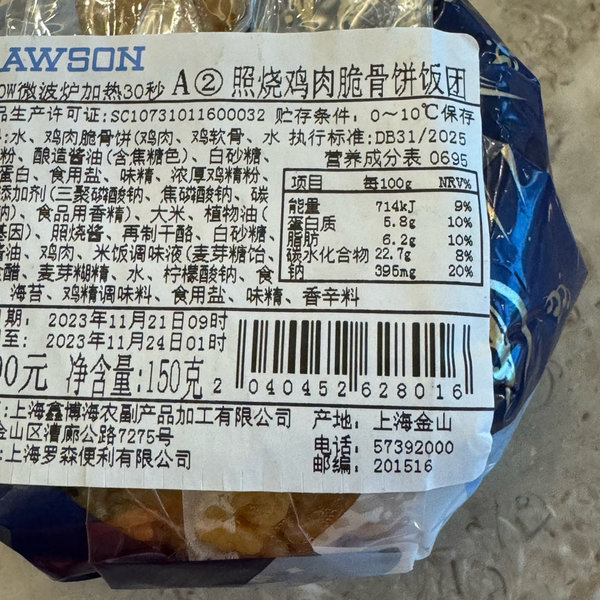 AWSON
0W微波炉加热30秒 A② 照烧鸡肉脆骨饼饭团
品生产许可证:SC10731011600032 贮存条件: 0~10℃保存
:水、鸡肉脆骨饼(鸡肉、鸡软骨、水 执行标准:DB31/2025
粉、酿造酱油(含焦糖色)、白砂糖、 营养成分表 0695
蛋白、食用盐、味精、浓厚鸡精粉、
添加剂(三聚磷酸钠、焦磷酸钠、碳
钠)、食品用香精)、大米、植物油(
基因)、照烧酱、再制干酪、白砂糖、
酱油、鸡肉、米饭调味液(麦芽糖饴、
醋、麦芽糊精、水、柠檬酸钠、食
海苔、鸡精调味料、食用盐、味精、香辛料
项目 每100g NRV%
能量 714kJ 9%
蛋白质 5.8g 10%
脂肪 6.2g 10%
碳水化合物 22.7g 8%
钠 395mg 20%
期: 2023年11月21日09时
至: 2023年11月24日01时
00元 净含量:150克
2 040452 628016
:上海鑫博海农副产品加工有限公司 产地: 上海金山
金山区漕廊公路7275号 电话: 57392000
:上海罗森便利有限公司 邮编: 201516